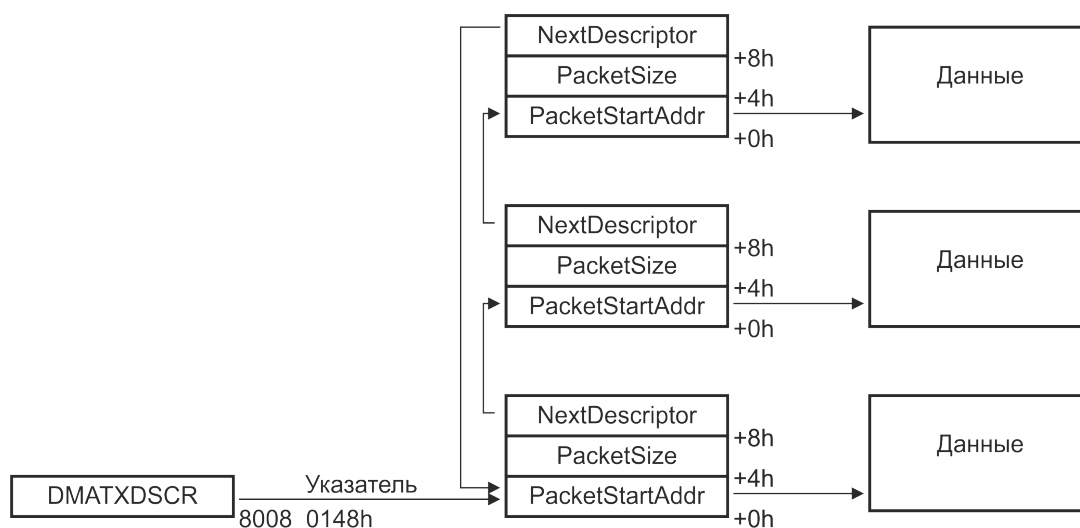 NextDescriptor
+8h
PacketSize
+4h
PacketStartAddr
+0h
Данные
NextDescriptor
+8h
PacketSize
+4h
PacketStartAddr
+0h
Данные
NextDescriptor
+8h
PacketSize
+4h
PacketStartAddr
+0h
Данные
DMATXDSCR
Указатель
8008 0148h